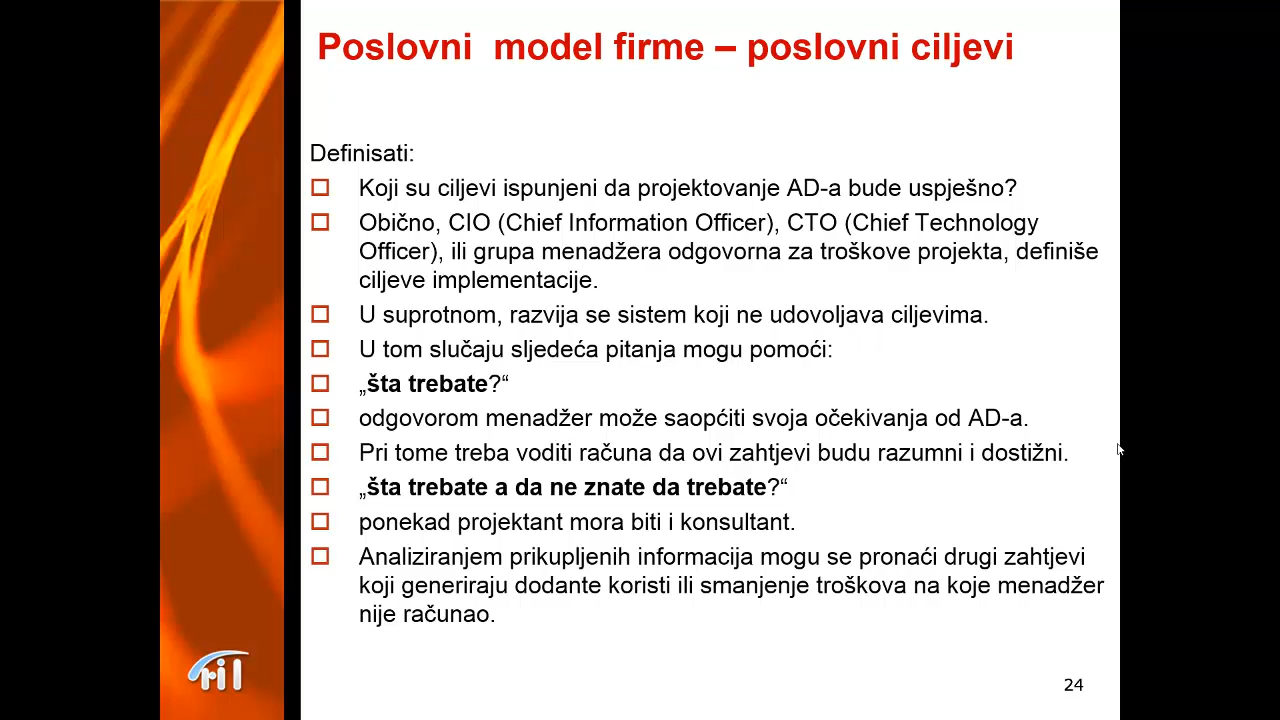 Poslovni model firme – poslovni ciljevi
Definisati:
Koji su ciljevi ispunjeni da projektovanje AD-a bude uspješno?
Obično, CIO (Chief Information Officer), CTO (Chief Technology
Officer), ili grupa menadžera odgovorna za troškove projekta, definiše
ciljeve implementacije.
U suprotnom, razvija se sistem koji ne udovoljava ciljevima.
U tom slučaju sljedeća pitanja mogu pomoći:
„šta trebate?“
odgovorom menadžer može saopćiti svoja očekivanja od AD-a.
Pri tome treba voditi računa da ovi zahtjevi budu razumni i dostižni.
„šta trebate a da ne znate da trebate?“
ponekad projektant mora biti i konsultant.
Analiziranjem prikupljenih informacija mogu se pronaći drugi zahtjevi
koji generiraju dodante koristi ili smanjenje troškova na koje menadžer
nije računao.
ril
24